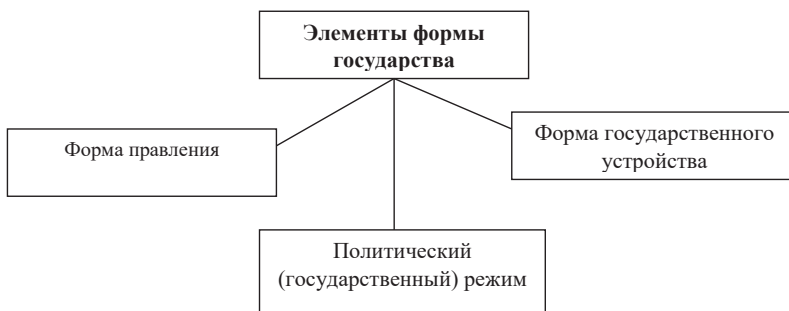 Элементы формы
государства
Форма правления
Форма государственного
устройства
Политический
(государственный) режим